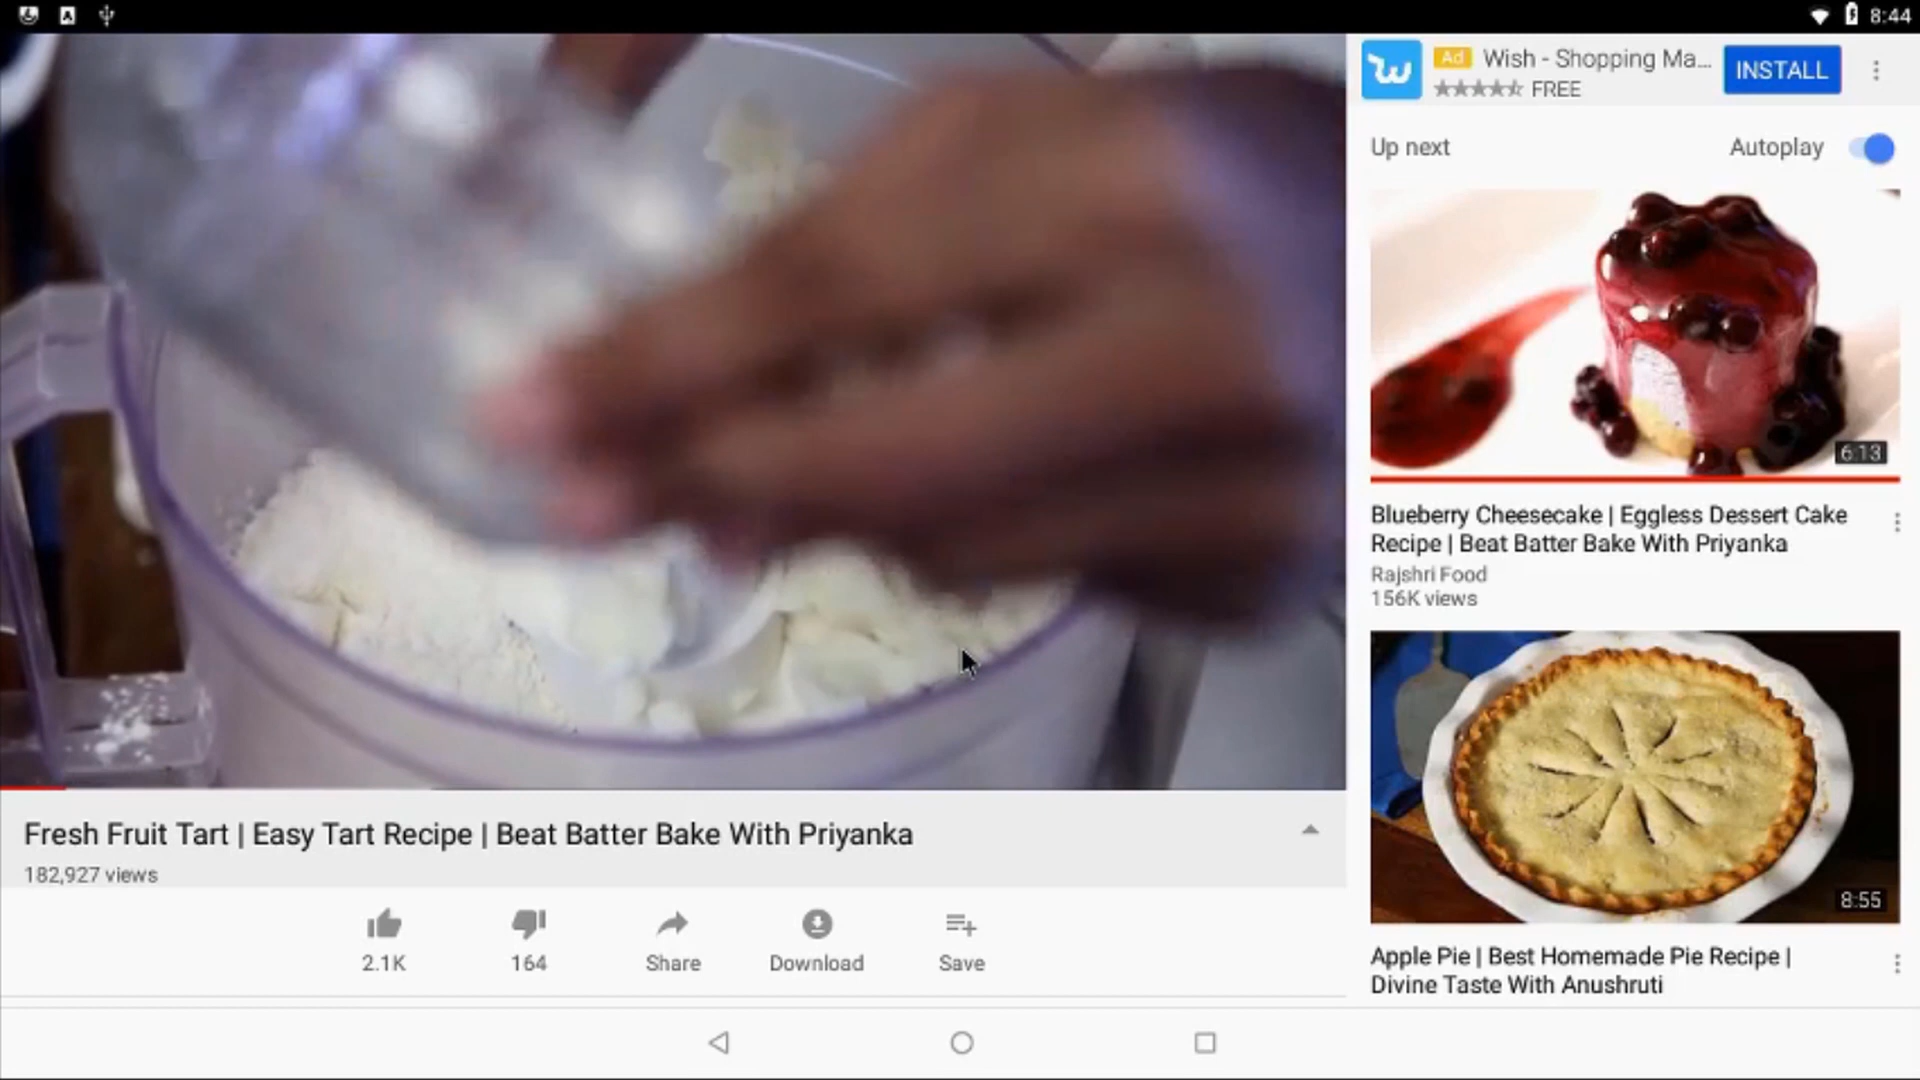 8:44
Ad Wish - Shopping Ma...
FREE
INSTALL
Up next
Autoplay
6:13
Blueberry Cheesecake | Eggless Dessert Cake
Recipe | Beat Batter Bake With Priyanka
Rajshri Food
156K views
8:55
Apple Pie | Best Homemade Pie Recipe |
Divine Taste With Anushruti
Fresh Fruit Tart | Easy Tart Recipe | Beat Batter Bake With Priyanka
182,927 views
2.1K
164
Share
Download
Save